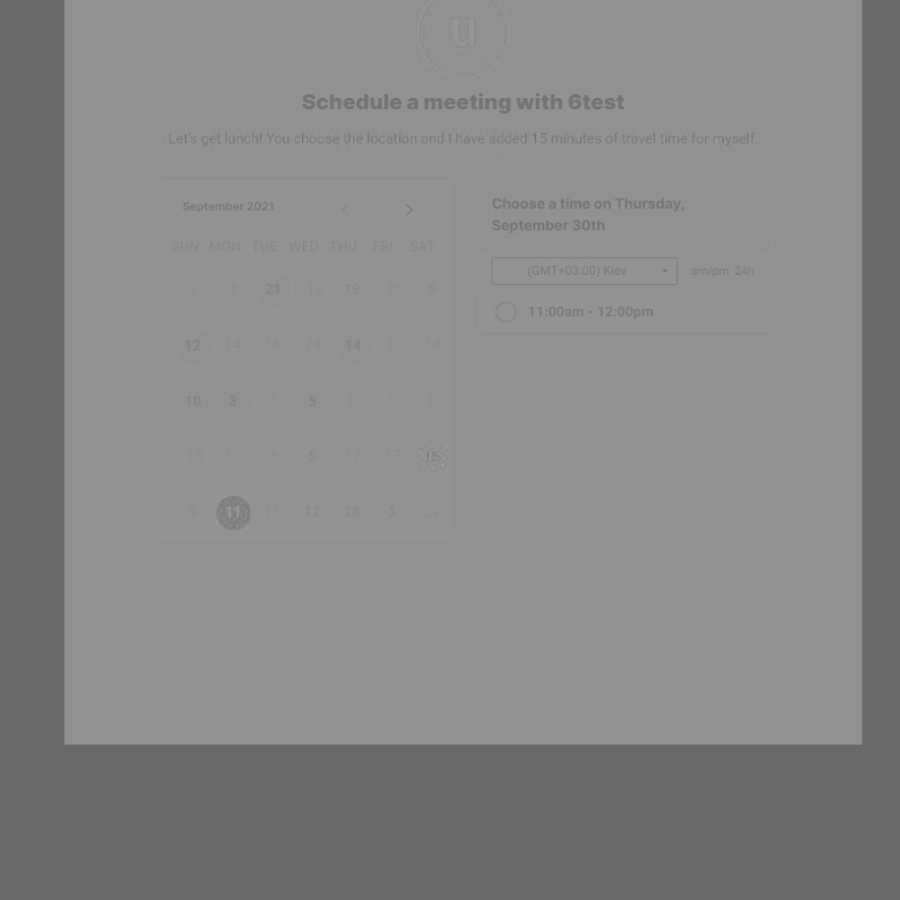 u
Schedule a meeting with 6test
Let's get lunch! You choose the location and I have added 15 minutes of travel time for myself.
September 2021
SUN MON TUE WED THU FRI SAT
3 6 21 13 19 30 5
12 14 16 24 14 31 18
10 3 7 5 20 1 27
13 10 6 5 17 17 15
9 11 15 12 28 5 29
Choose a time on Thursday,
September 30th
(GMT+03:00) Kiev am/pm 24h
11:00am - 12:00pm